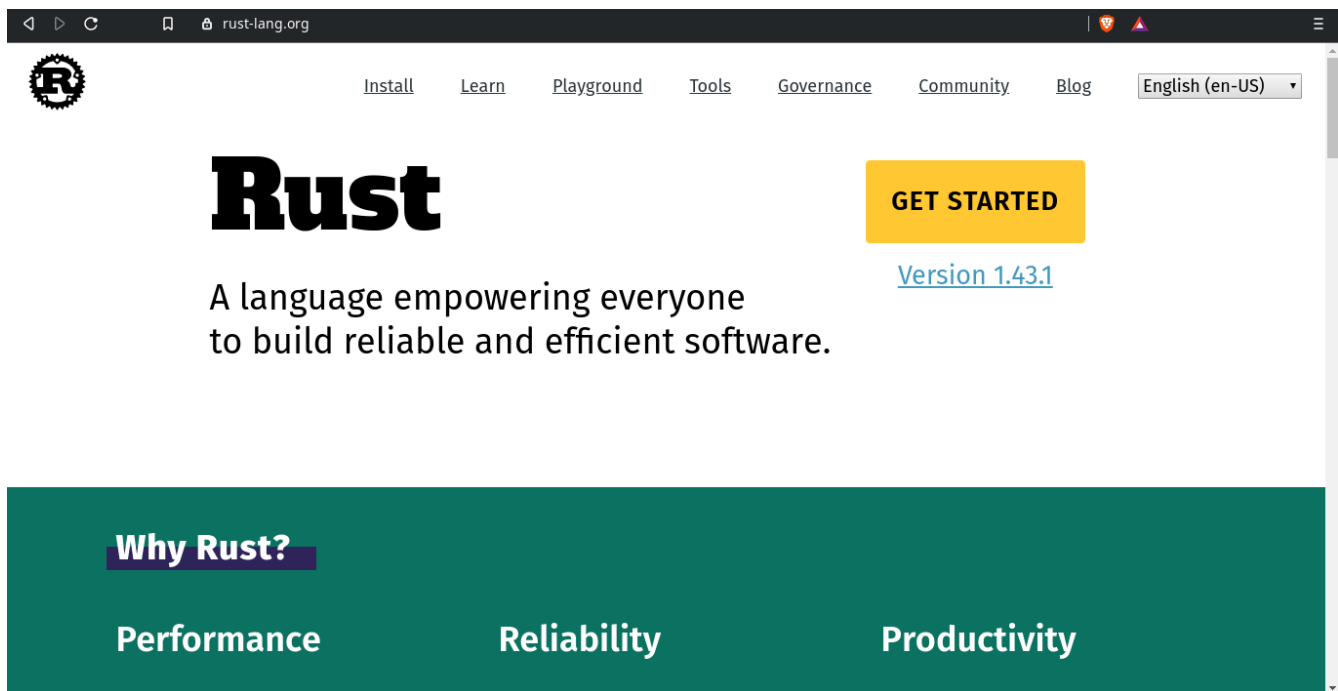 rust-lang.org
R
Install Learn Playground Tools Governance Community Blog English (en-US)
Rust
GET STARTED
Version 1.43.1
A language empowering everyone
to build reliable and efficient software.
Why Rust?
Performance Reliability Productivity